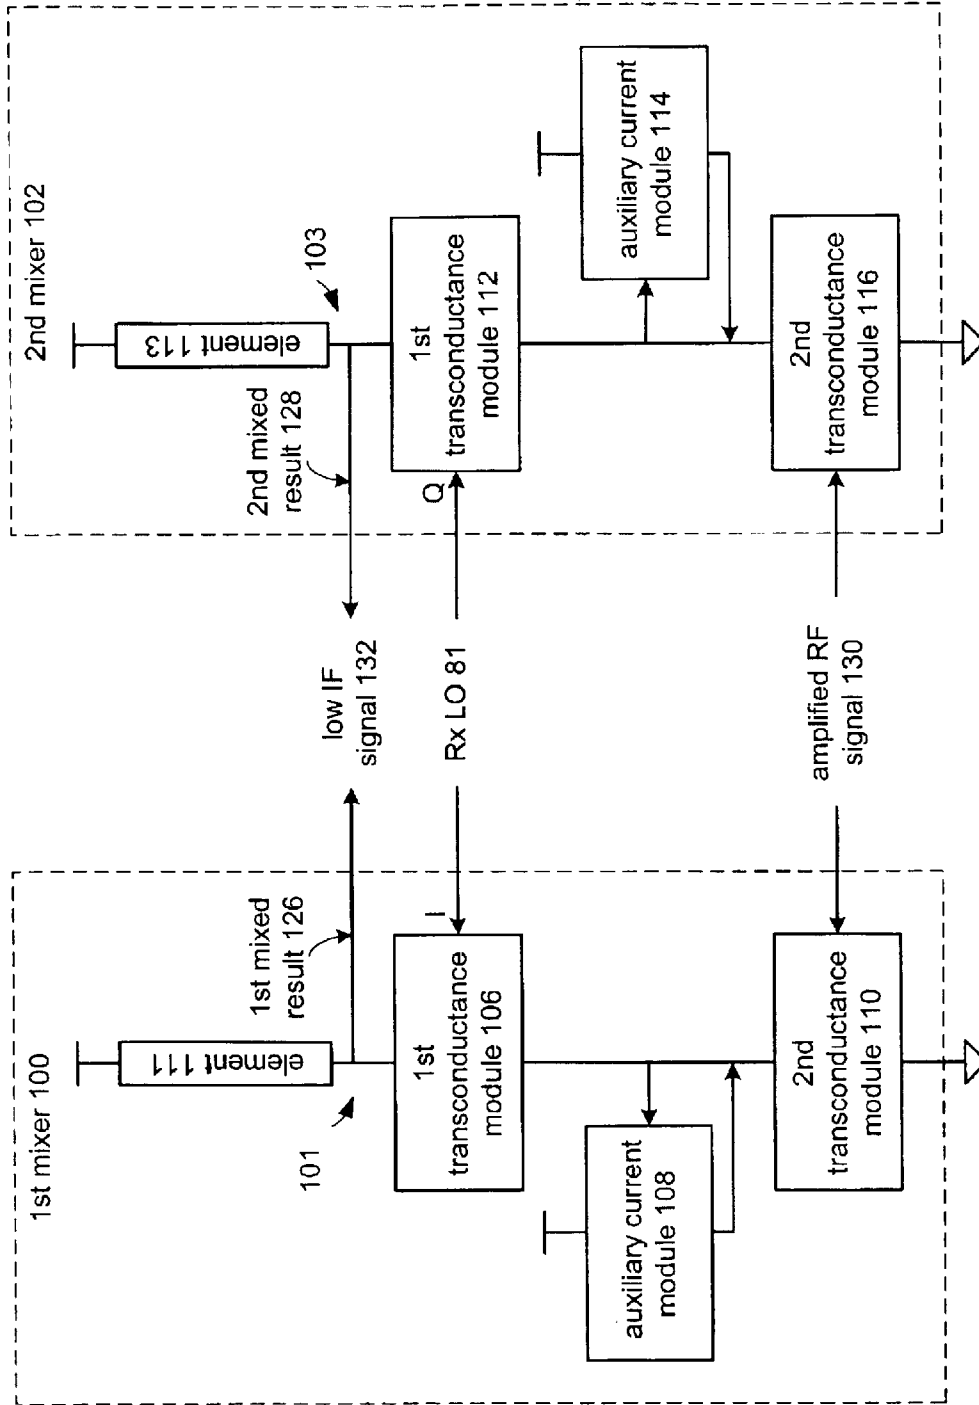 1st mixer 100
element 111
101
1st mixed
result 126
1st
transconductance
module 106
I
auxiliary current
module 108
2nd
transconductance
module 110
low IF
signal 132
Rx LO 81
amplified RF
signal 130
2nd mixer 102
element 113
103
2nd mixed
result 128
Q
1st
transconductance
module 112
auxiliary current
module 114
2nd
transconductance
module 116